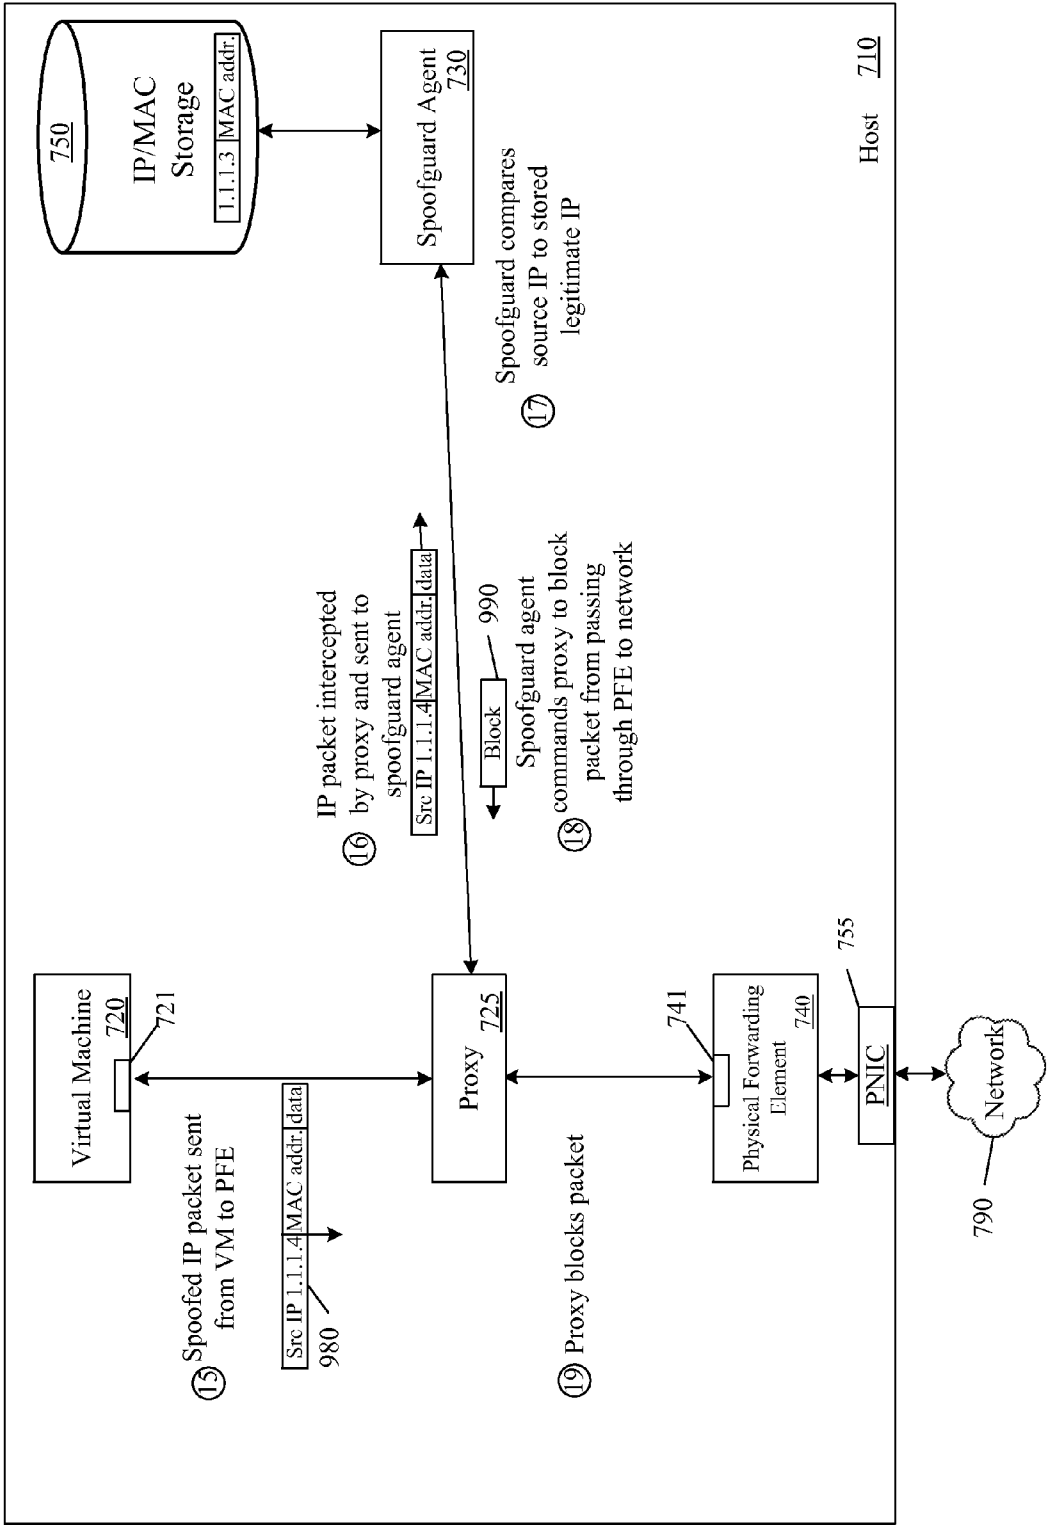 Virtual Machine
720
721
15
Spoofed IP packet sent
from VM to PFE
Src IP 1.1.1.4
MAC addr.
data
980
16
IP packet intercepted
by proxy and sent to
spoofguard agent
Src IP 1.1.1.4
MAC addr.
data
750
IP/MAC
Storage
1.1.1.3
MAC addr.
Spoofguard Agent
730
17
Spoofguard compares
source IP to stored
legitimate IP
Proxy
725
Block
990
18
Spoofguard agent
commands proxy to block
packet from passing
through PFE to network
19
Proxy blocks packet
741
Physical Forwarding
Element
740
755
PNIC
Host
710
Network
790